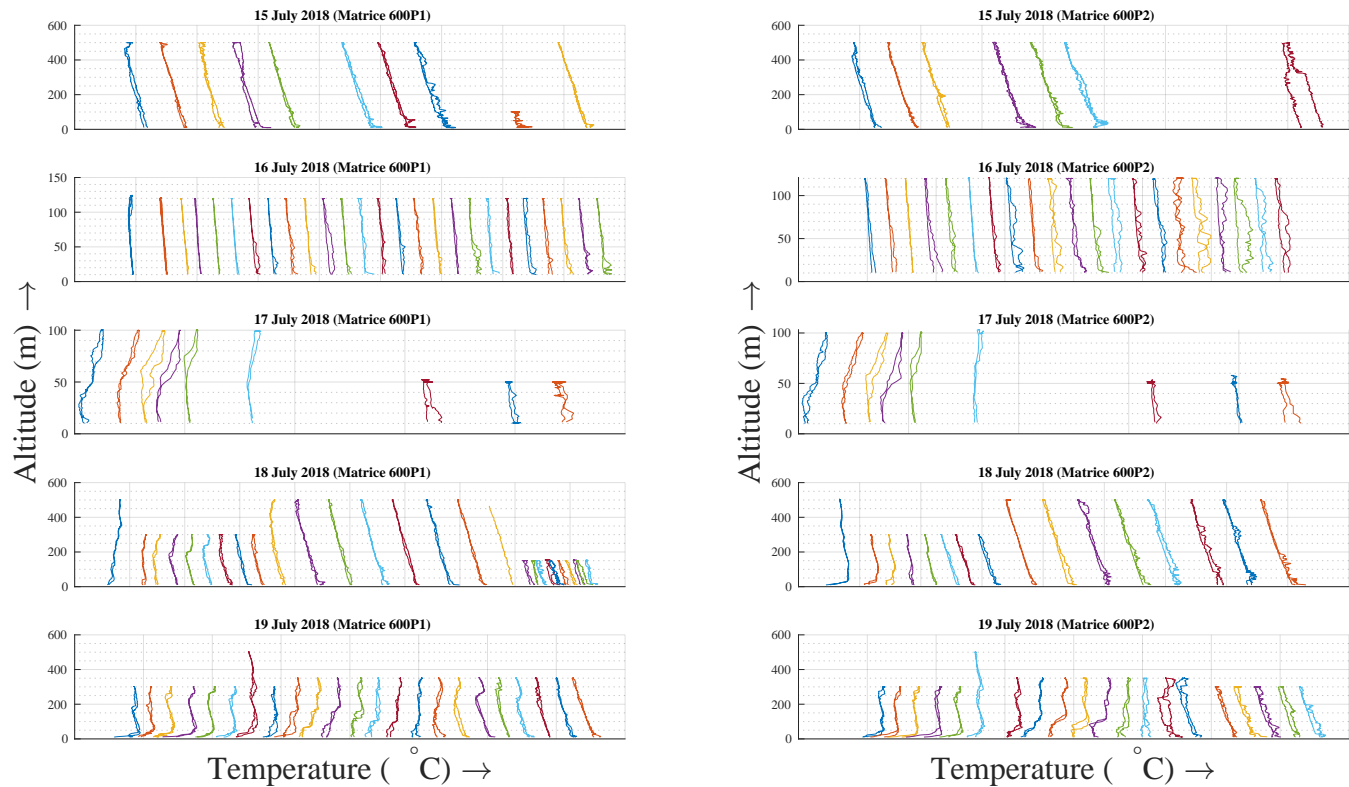 15 July 2018 (Matrice 600P1)
600
400
200
0
16 July 2018 (Matrice 600P1)
150
100
50
0
17 July 2018 (Matrice 600P1)
100
50
0
18 July 2018 (Matrice 600P1)
600
400
200
0
19 July 2018 (Matrice 600P1)
600
400
200
0
Altitude (m) →
Temperature ( °C) →
15 July 2018 (Matrice 600P2)
600
400
200
0
16 July 2018 (Matrice 600P2)
100
50
0
17 July 2018 (Matrice 600P2)
100
50
0
18 July 2018 (Matrice 600P2)
600
400
200
0
19 July 2018 (Matrice 600P2)
600
400
200
0
Altitude (m) →
Temperature ( °C) →